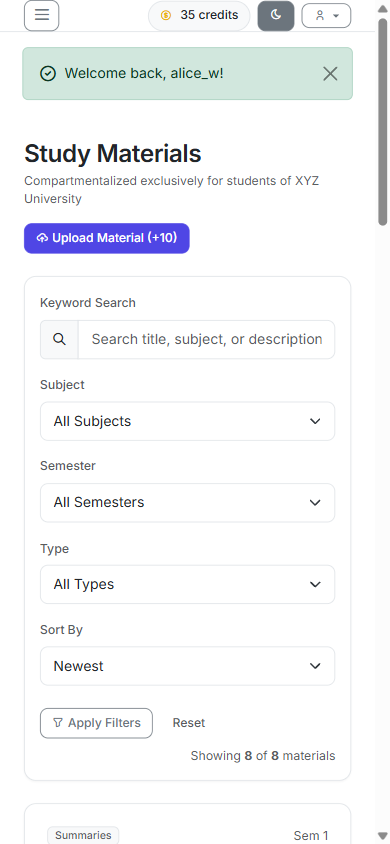 35 credits
Welcome back, alice_w!
Study Materials
Compartmentalized exclusively for students of XYZ
University
Upload Material (+10)
Keyword Search
Search title, subject, or description
Subject
All Subjects
Semester
All Semesters
Type
All Types
Sort By
Newest
Apply Filters Reset
Showing 8 of 8 materials
Summaries Sem 1